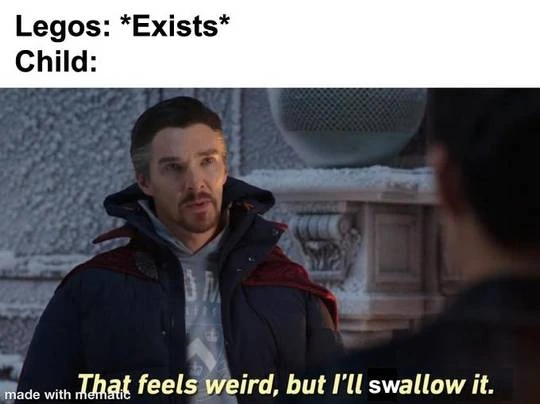 Legos: *Exists*
Child:
That feels weird, but I'll swallow it.
made with mematic